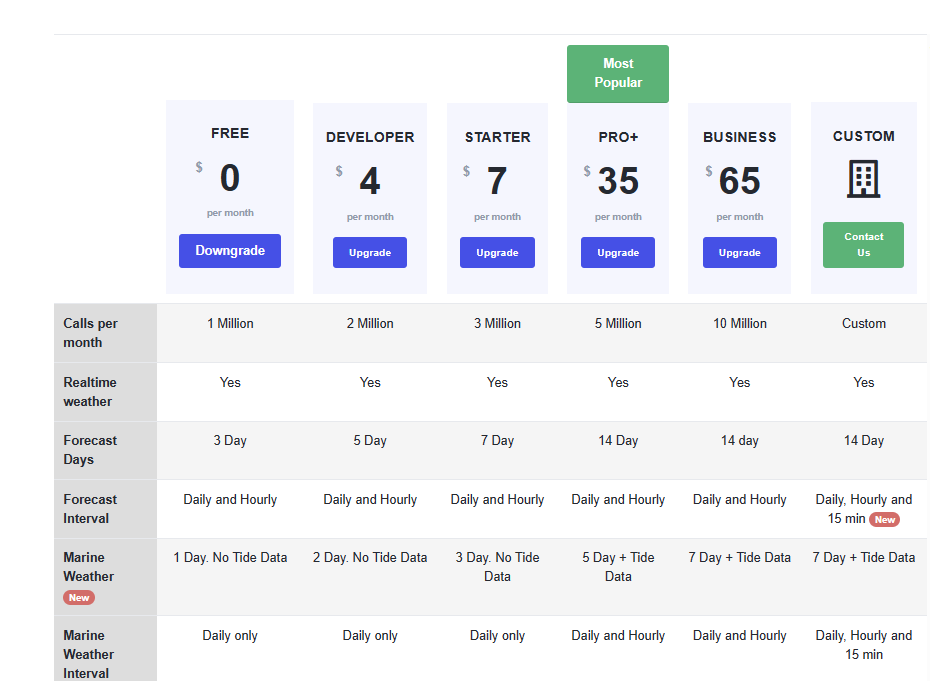 Most
Popular
FREE
DEVELOPER
STARTER
PRO+
BUSINESS
CUSTOM
$ 0
$ 4
$ 7
$ 35
$ 65
per month
per month
per month
per month
per month
Downgrade
Upgrade
Upgrade
Upgrade
Upgrade
Contact
Us
Calls per
month
1 Million
2 Million
3 Million
5 Million
10 Million
Custom
Realtime
weather
Yes
Yes
Yes
Yes
Yes
Yes
Forecast
Days
3 Day
5 Day
7 Day
14 Day
14 day
14 Day
Forecast
Interval
Daily and Hourly
Daily and Hourly
Daily and Hourly
Daily and Hourly
Daily and Hourly
Daily, Hourly and
15 min New
Marine
Weather
New
1 Day. No Tide Data
2 Day. No Tide Data
3 Day. No Tide
Data
5 Day + Tide
Data
7 Day + Tide Data
7 Day + Tide Data
Marine
Weather
Interval
Daily only
Daily only
Daily only
Daily and Hourly
Daily and Hourly
Daily, Hourly and
15 min